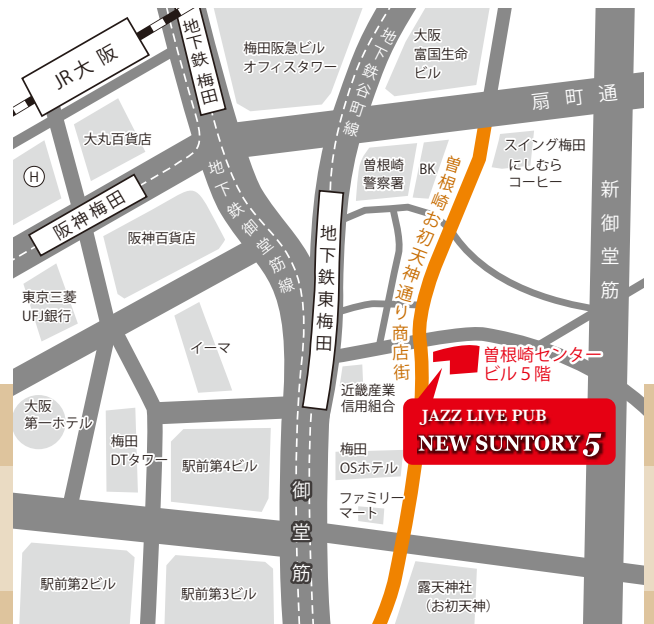 JR大阪
地下鉄梅田
梅田阪急ビル
オフィスタワー
地下鉄谷町線
大阪
富国生命
ビル
扇町通
大丸百貨店
H
阪神梅田
地下鉄御堂筋線
曽根崎
警察署
BK
曽根崎お初天神通り商店街
スイング梅田
にしむら
コーヒー
新御堂筋
阪神百貨店
地下鉄東梅田
東京三菱
UFJ銀行
イーマ
曽根崎センター
ビル5階
近畿産業
信用組合
JAZZ LIVE PUB
NEW SUNTORY 5
大阪
第一ホテル
梅田
DTタワー
駅前第4ビル
梅田
OSホテル
ファミリー
マート
御堂筋
駅前第2ビル
駅前第3ビル
露天神社
（お初天神）